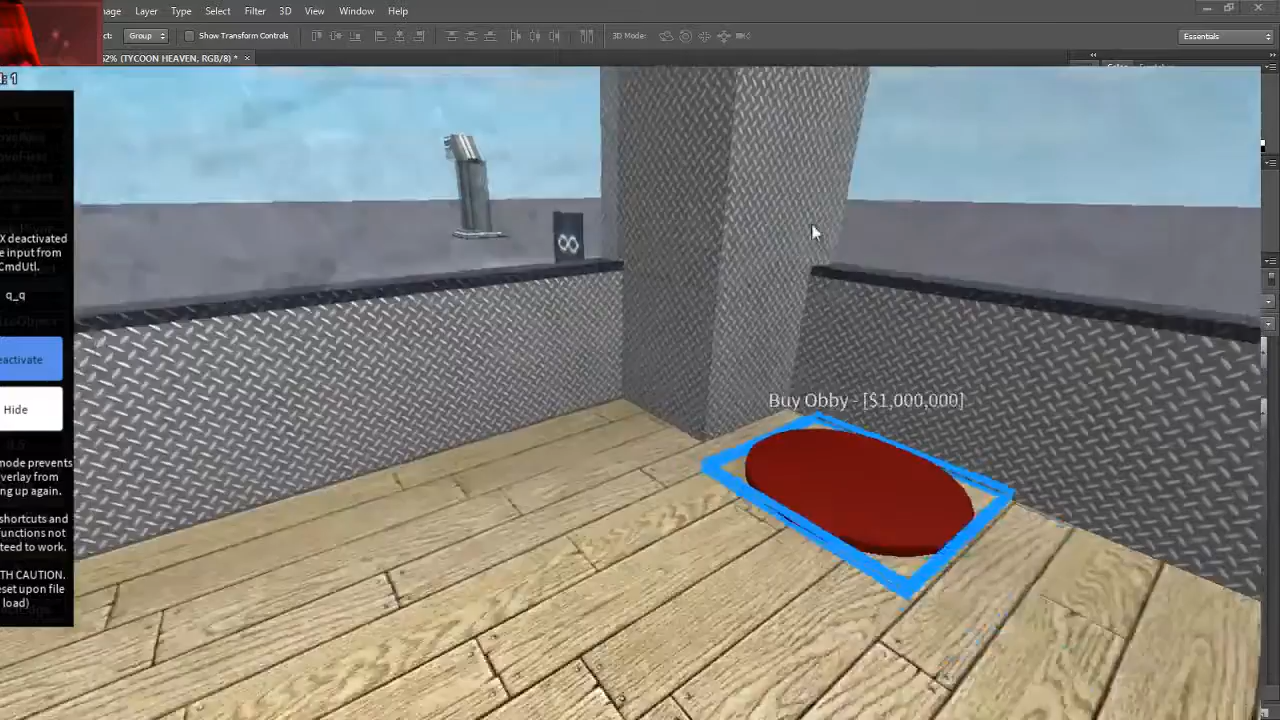 Layer Type Select Filter 3D View Window Help
Group Show Transform Controls 3D Mode: Essentials
(TYCOON HEAVEN, RGB/8) * ×
: 1
X deactivated
e input from
CmdUtl.
q_q
eactivate
Hide
mode prevents
verlay from
ng up again.
shortcuts and
functions not
teed to work.
TH CAUTION.
eset upon file
load)
Buy Obby - [$1,000,000]